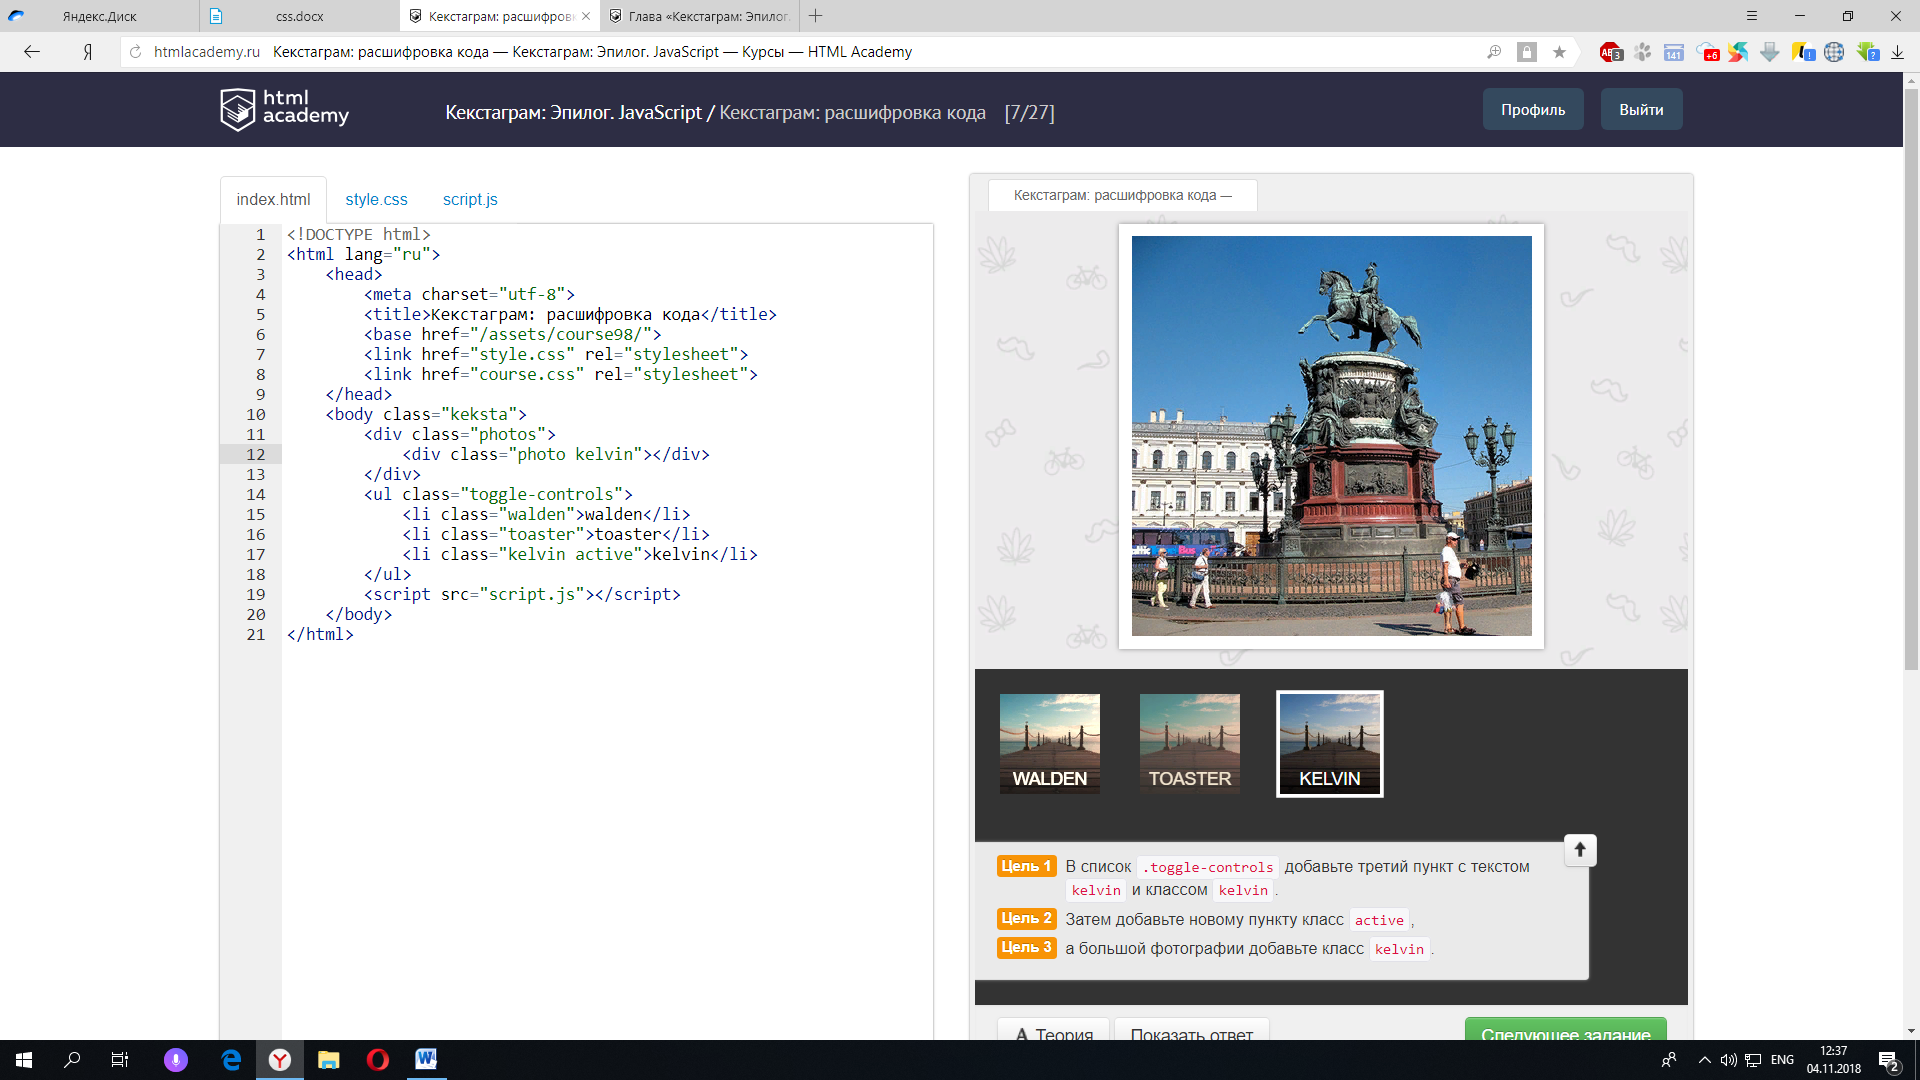 Яндекс.Диск
css.docx
Кекстаграм: расшифровк
Глава «Кекстаграм: Эпилог.
htmlacademy.ru Кекстаграм: расшифровка кода — Кекстаграм: Эпилог. JavaScript — Курсы — HTML Academy
html academy
Кекстаграм: Эпилог. JavaScript / Кекстаграм: расшифровка кода [7/27]
Профиль
Выйти
index.html
style.css
script.js
1 <!DOCTYPE html>
2 <html lang="ru">
3 <head>
4 <meta charset="utf-8">
5 <title>Кекстаграм: расшифровка кода</title>
6 <base href="/assets/course98/">
7 <link href="style.css" rel="stylesheet">
8 <link href="course.css" rel="stylesheet">
9 </head>
10 <body class="keksta">
11 <div class="photos">
12 <div class="photo kelvin"></div>
13 </div>
14 <ul class="toggle-controls">
15 <li class="walden">walden</li>
16 <li class="toaster">toaster</li>
17 <li class="kelvin active">kelvin</li>
18 </ul>
19 <script src="script.js"></script>
20 </body>
21 </html>
Кекстаграм: расшифровка кода —
WALDEN
TOASTER
KELVIN
Цель 1 В список .toggle-controls добавьте третий пункт с текстом
kelvin и классом kelvin.
Цель 2 Затем добавьте новому пункту класс active,
Цель 3 а большой фотографии добавьте класс kelvin.
Теория
Показать ответ
Следующее задание
ENG
12:37
04.11.2018
2